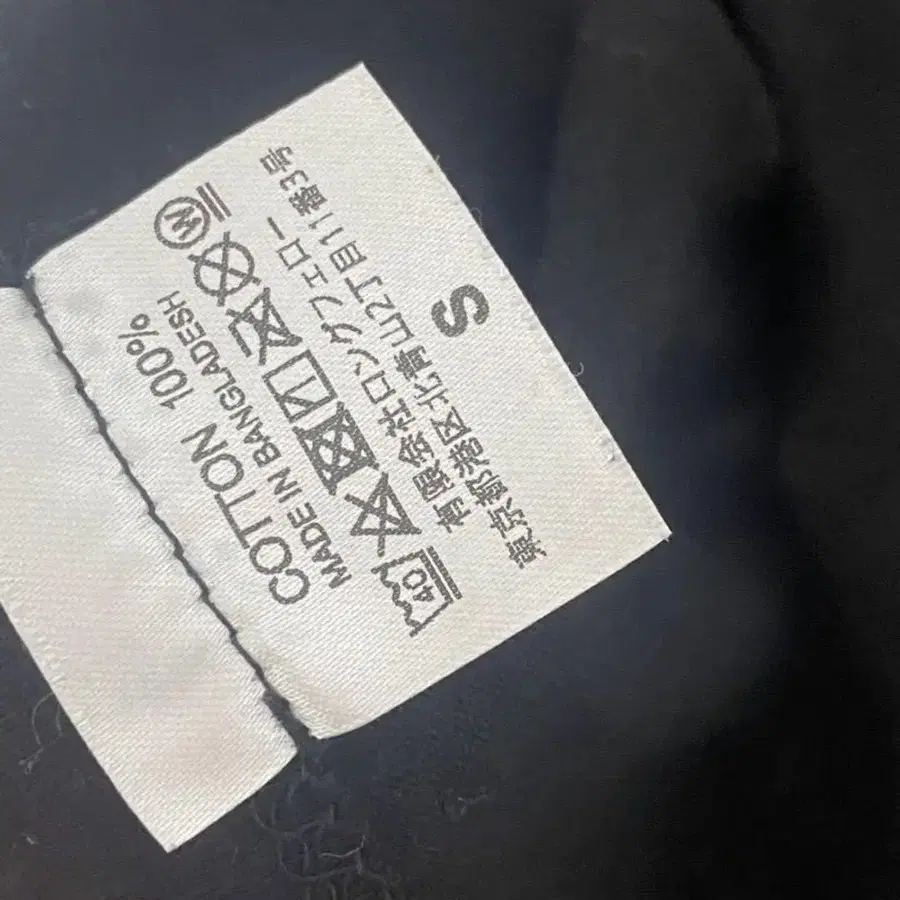 COTTON 100%
MADE IN BANGLADESH
40
W
有限会社ロングフェロー
東京都港区北青山2丁目11番3号
S